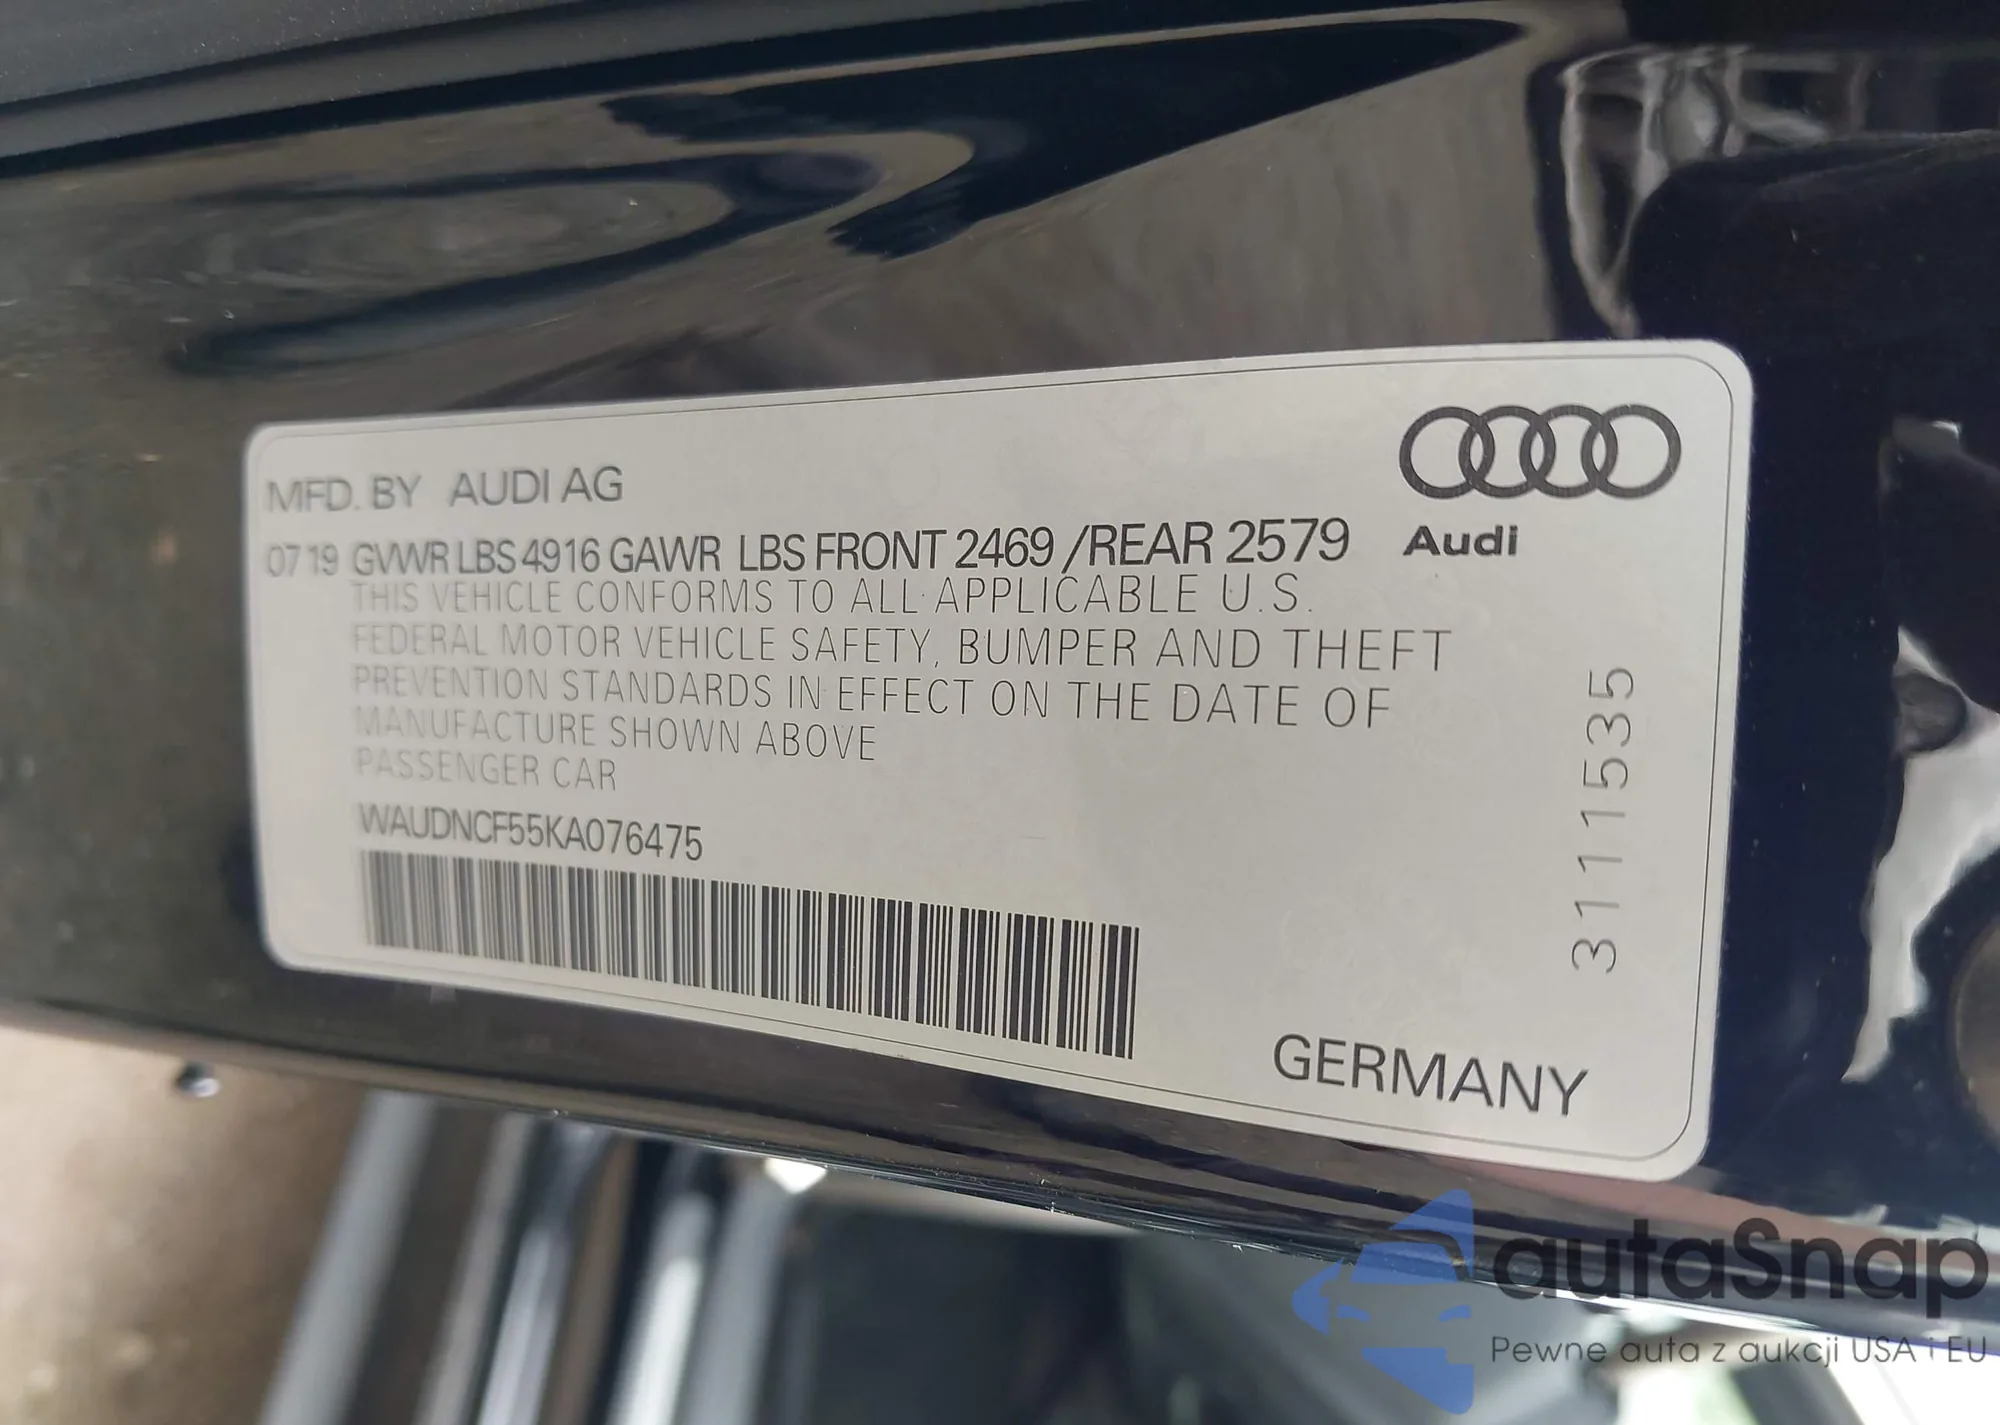 MFD. BY AUDI AG
07 19 GVWR LBS 4916 GAWR LBS FRONT 2469 /REAR 2579
Audi
THIS VEHICLE CONFORMS TO ALL APPLICABLE U.S.
FEDERAL MOTOR VEHICLE SAFETY, BUMPER AND THEFT
PREVENTION STANDARDS IN EFFECT ON THE DATE OF
MANUFACTURE SHOWN ABOVE
PASSENGER CAR
WAUDNCF55KA076475
3111535
GERMANY
autaSnap
Pewne auta z aukcji USA i EU